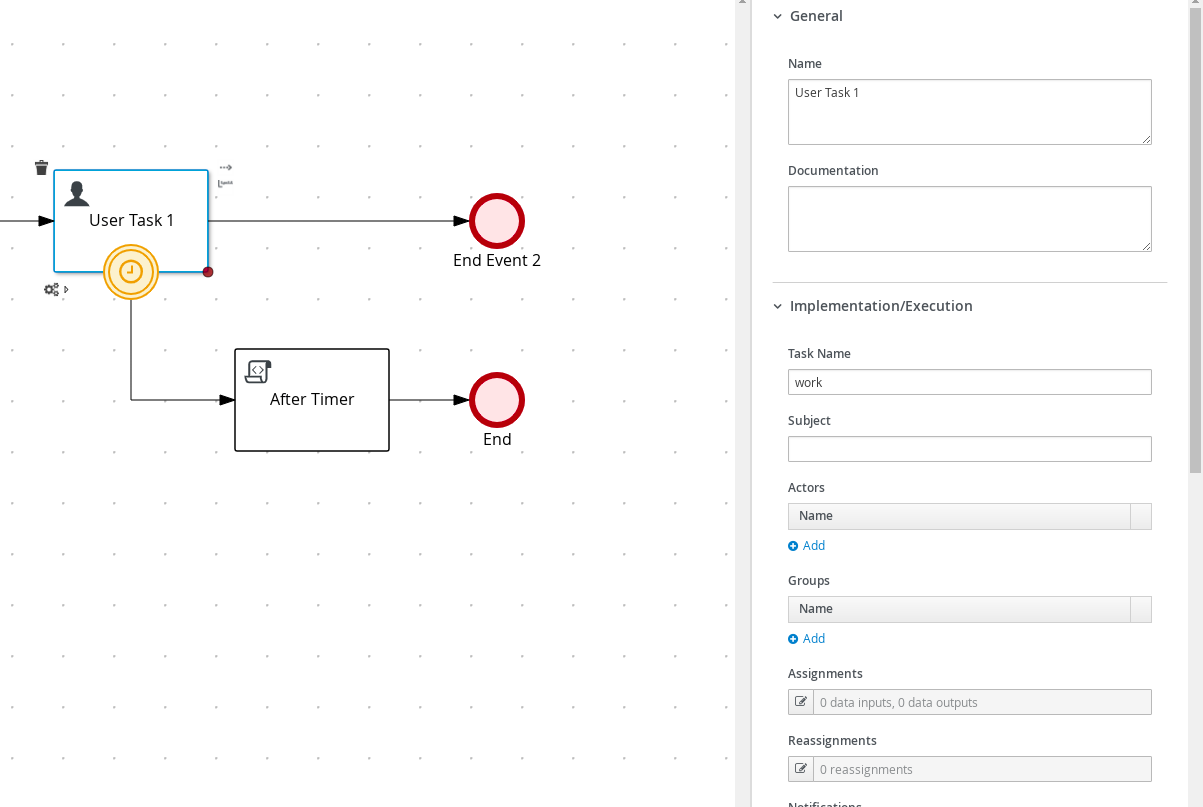 User Task 1
End Event 2
After Timer
End
General
Name
User Task 1
Documentation
Implementation/Execution
Task Name
work
Subject
Actors
Name
Add
Groups
Name
Add
Assignments
0 data inputs, 0 data outputs
Reassignments
0 reassignments
Notifications